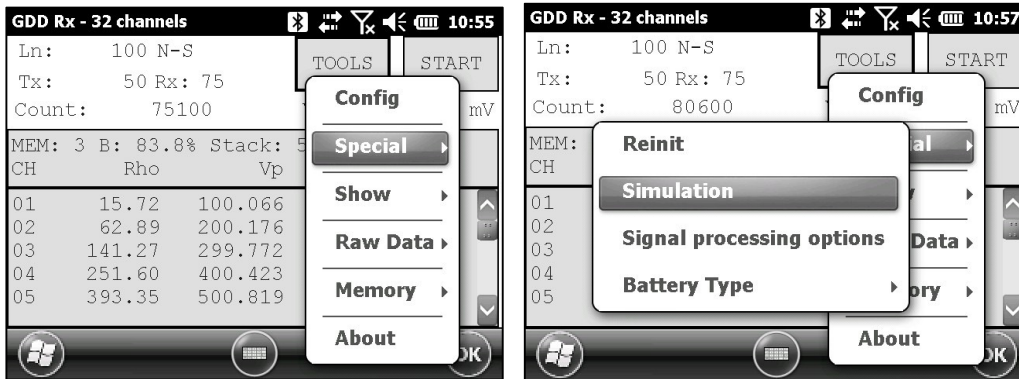 GDD Rx - 32 channels 10:55
Ln: 100 N-S
TOOLS START
Tx: 50 Rx: 75
Count: 75100 mV
MEM: 3 B: 83.8% Stack: 5
CH Rho Vp
01 15.72 100.066
02 62.89 200.176
03 141.27 299.772
04 251.60 400.423
05 393.35 500.819
Config
Special
Show
Raw Data
Memory
About
OK
GDD Rx - 32 channels 10:57
Ln: 100 N-S
TOOLS START
Tx: 50 Rx: 75
Count: 80600 mV
MEM:
CH
01
02
03
04
05
Config
ial
Data
ory
About
Reinit
Simulation
Signal processing options
Battery Type
OK